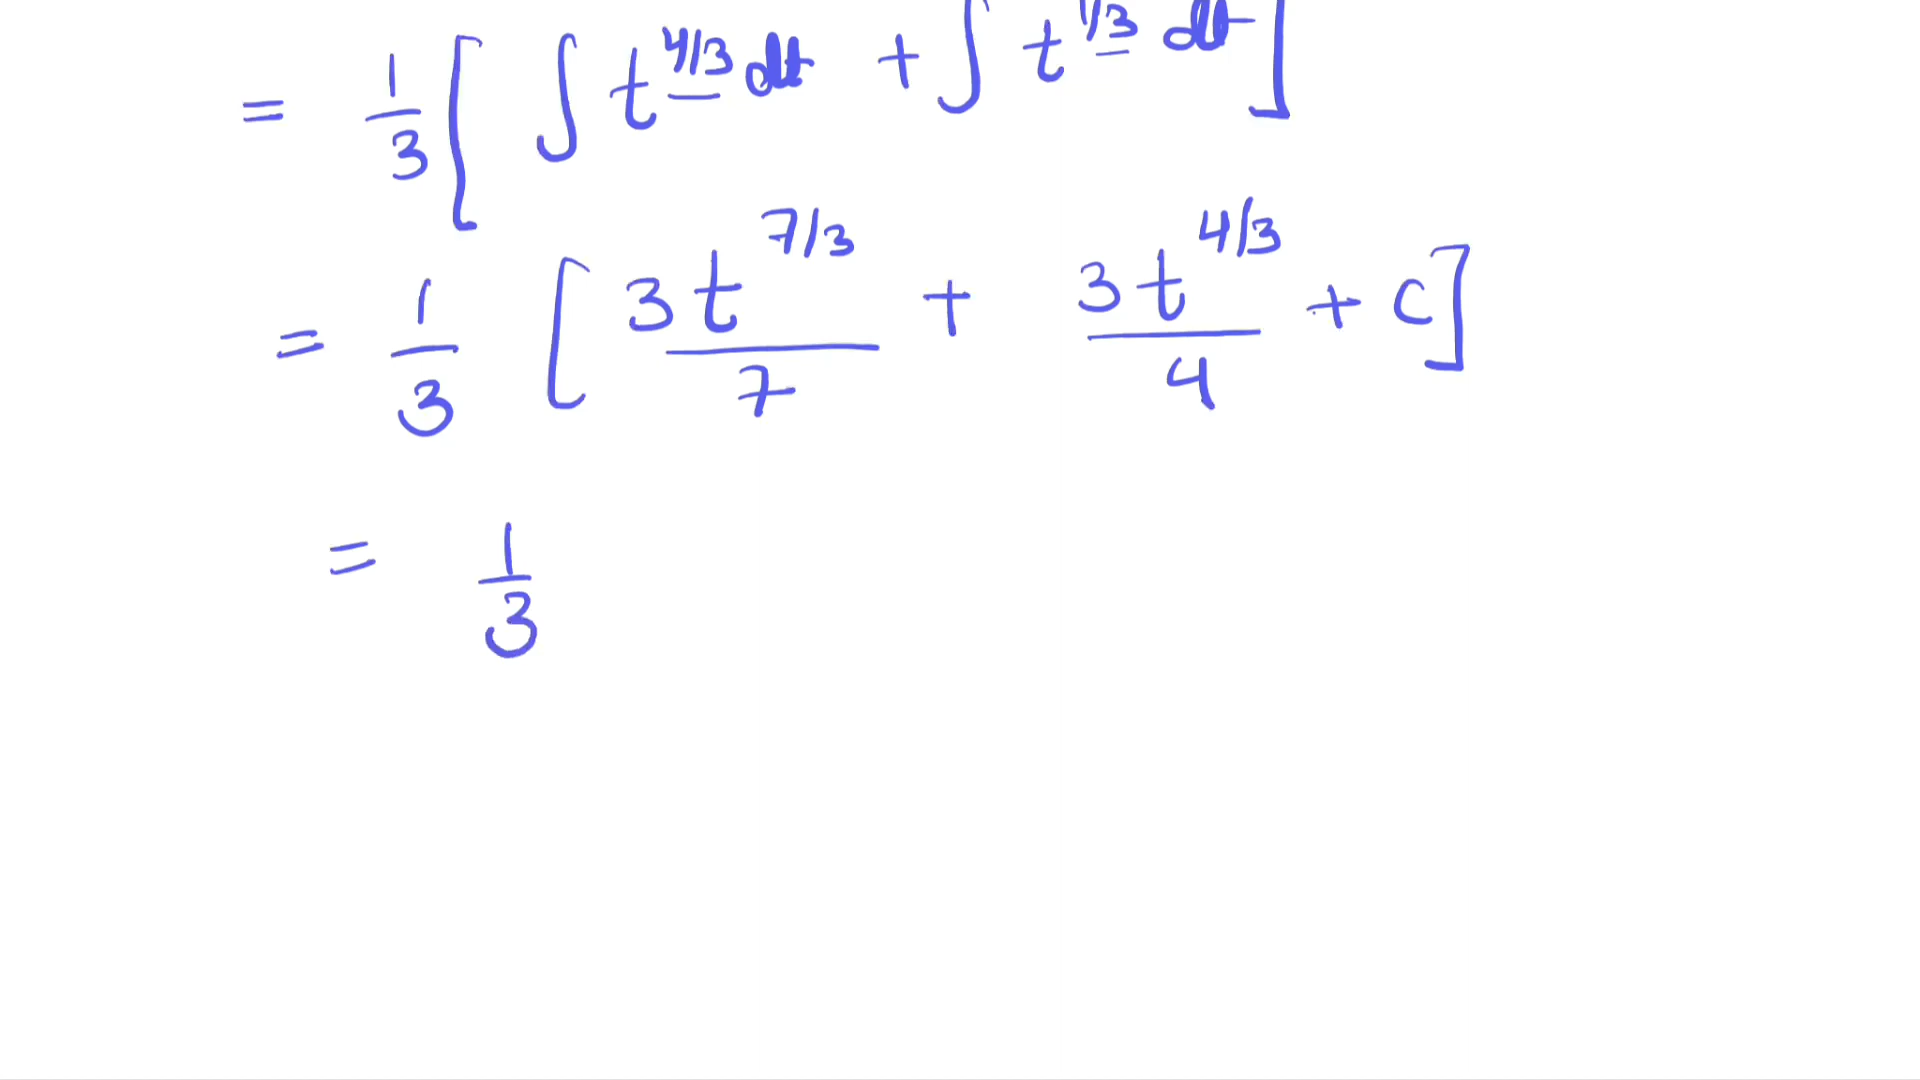 = 1/3 [ ∫ t^4/3 dt + ∫ t^1/3 dt ]
= 1/3 [ 3t^7/3 / 7 + 3t^4/3 / 4 + c ]
= 1/3